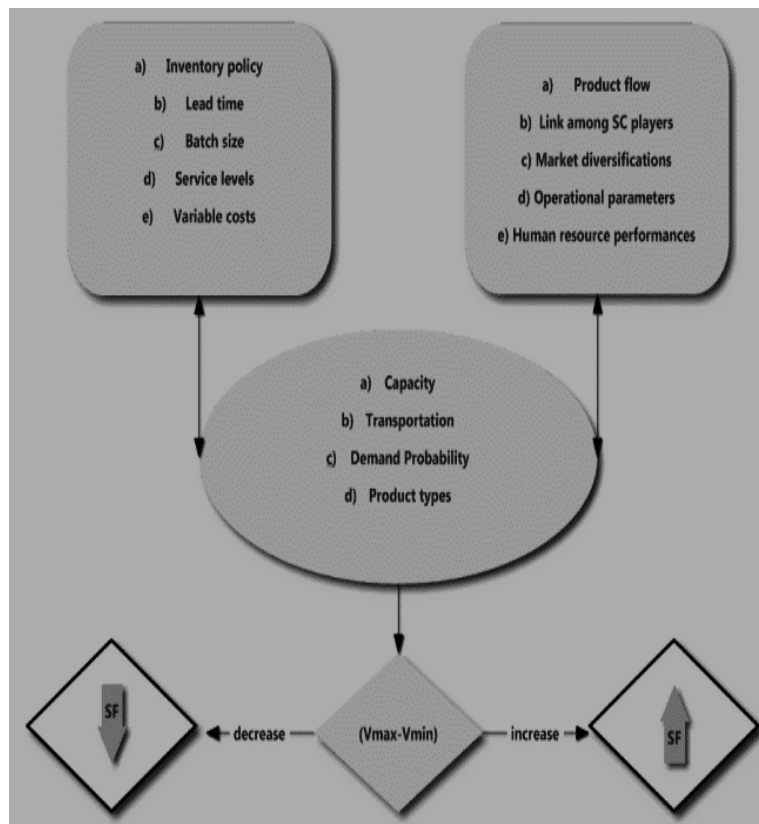 a) Inventory policy
b) Lead time
c) Batch size
d) Service levels
e) Variable costs
a) Product flow
b) Link among SC players
c) Market diversifications
d) Operational parameters
e) Human resource performances
a) Capacity
b) Transportation
c) Demand Probability
d) Product types
SF
decrease
(Vmax-Vmin)
increase
SF